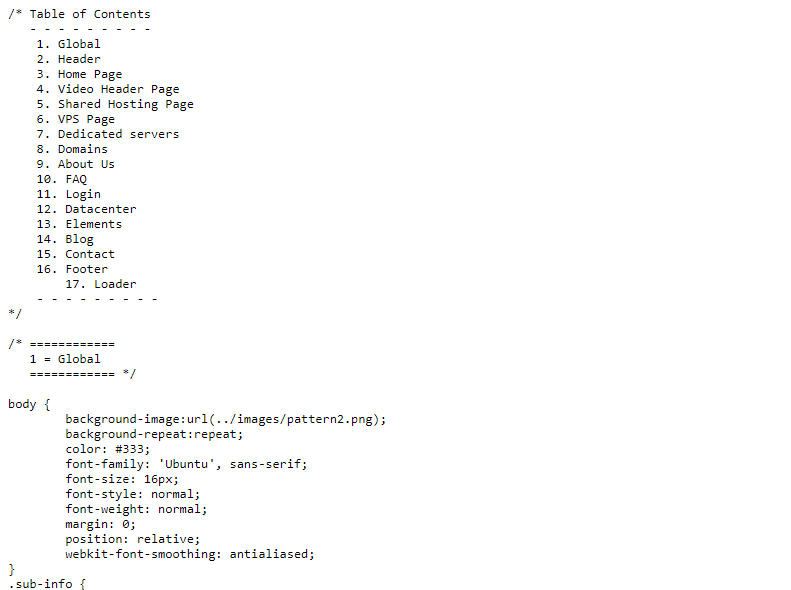 /* Table of Contents
- - - - - - - - -
1. Global
2. Header
3. Home Page
4. Video Header Page
5. Shared Hosting Page
6. VPS Page
7. Dedicated servers
8. Domains
9. About Us
10. FAQ
11. Login
12. Datacenter
13. Elements
14. Blog
15. Contact
16. Footer
17. Loader
- - - - - - - - -
*/
/* ============
1 = Global
============ */
body {
background-image:url(../images/pattern2.png);
background-repeat:repeat;
color: #333;
font-family: 'Ubuntu', sans-serif;
font-size: 16px;
font-style: normal;
font-weight: normal;
margin: 0;
position: relative;
webkit-font-smoothing: antialiased;
}
.sub-info {